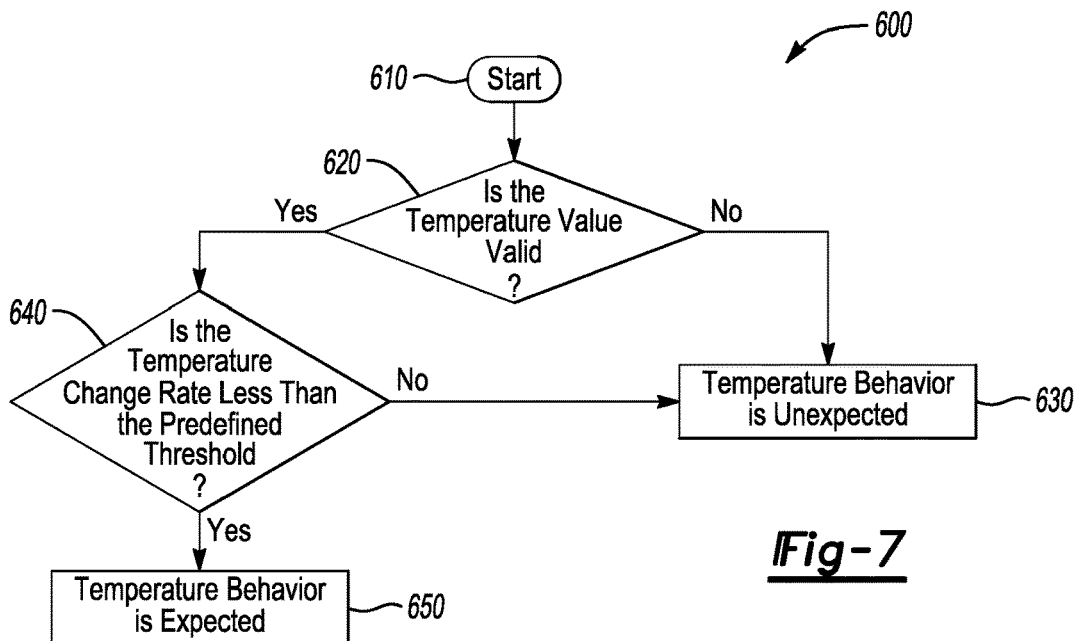 600
610
Start
620
Is the
Temperature Value
Valid
?
Yes
No
640
Is the
Temperature
Change Rate Less Than
the Predefined
Threshold
?
No
Temperature Behavior
is Unexpected
630
Yes
Temperature Behavior
is Expected
650
Fig-7